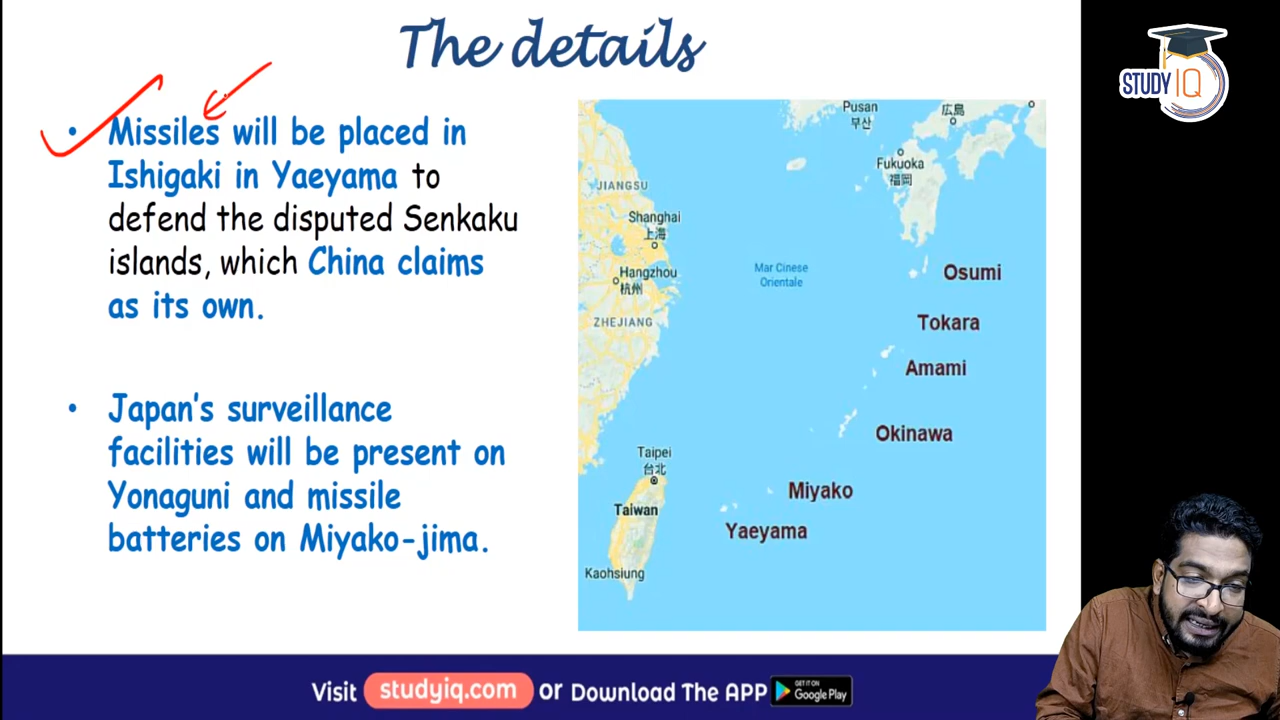 The details
STUDY IQ
• Missiles will be placed in
Ishigaki in Yaeyama to
defend the disputed Senkaku
islands, which China claims
as its own.
• Japan's surveillance
facilities will be present on
Yonaguni and missile
batteries on Miyako-jima.
Pusan
부산
広島
Fukuoka
福岡
JIANGSU
Shanghai
上海
Hangzhou
杭州
ZHEJIANG
Mar Cinese
Orientale
Osumi
Tokara
Amami
Okinawa
Taipei
台北
Taiwan
Miyako
Yaeyama
Kaohsiung
Visit studyiq.com or Download The APP
GET IT ON
Google Play